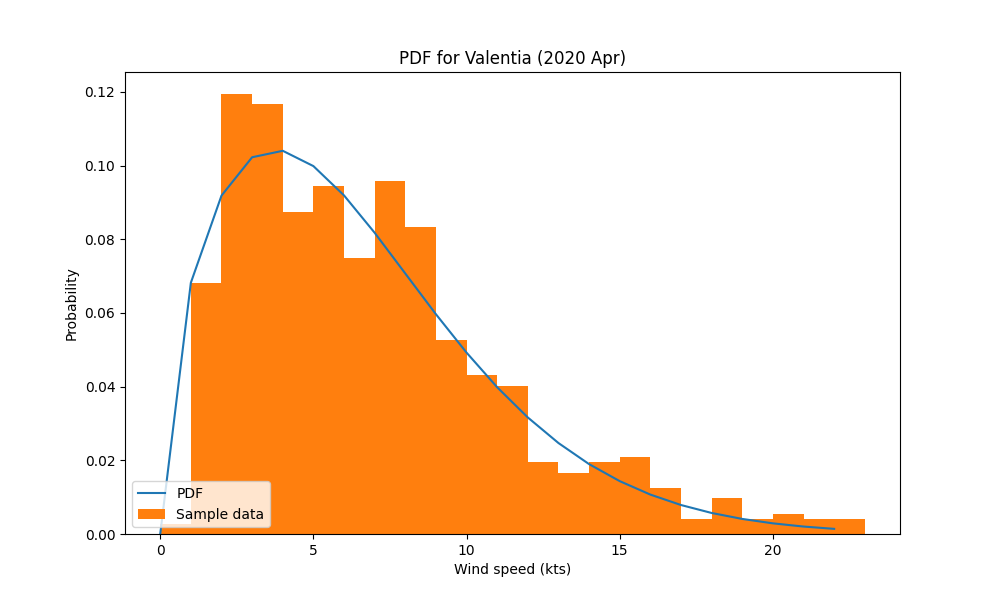 PDF for Valentia (2020 Apr)
0.12
0.10
0.08
0.06
0.04
0.02
0.00
Probability
PDF
Sample data
0 5 10 15 20
Wind speed (kts)